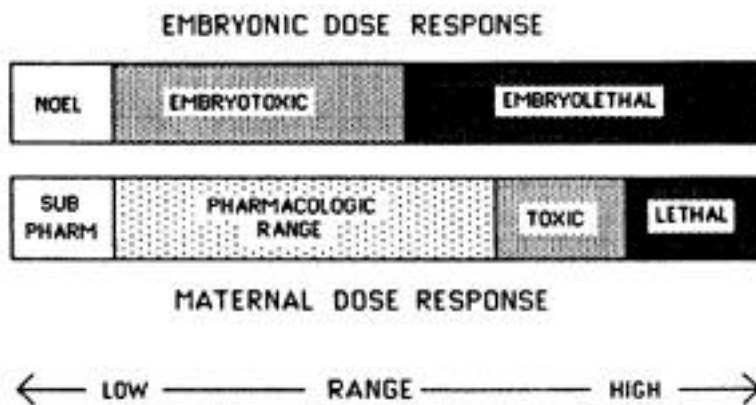 EMBRYONIC DOSE RESPONSE
NOEL EMBRYOTOXIC EMBRYOLETHAL
SUB PHARM PHARMACOLOGIC RANGE TOXIC LETHAL
MATERNAL DOSE RESPONSE
LOW RANGE HIGH